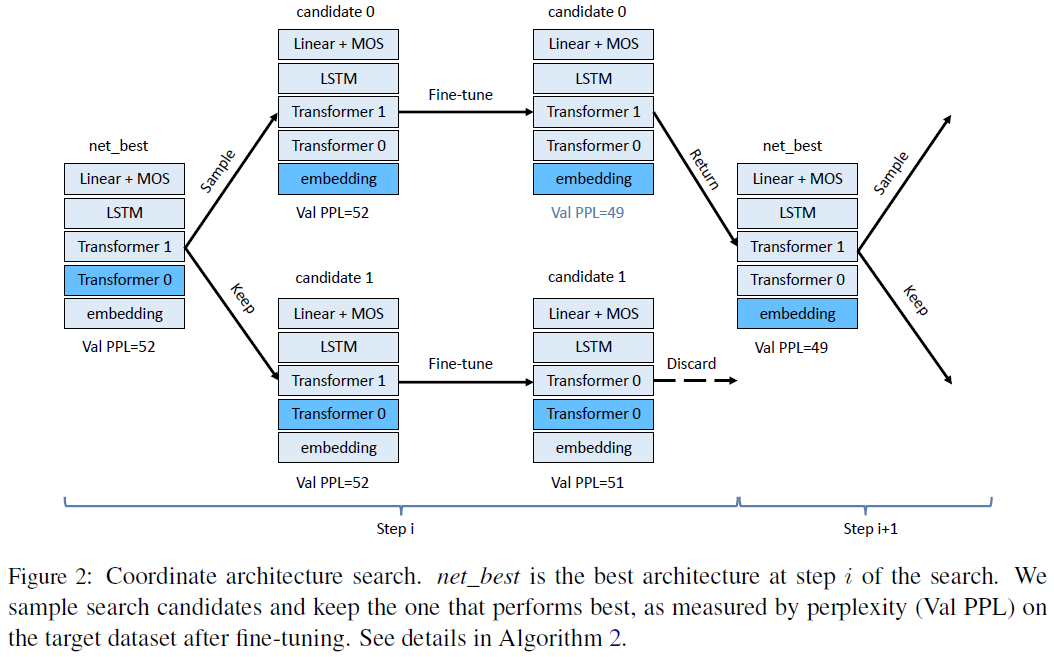 candidate 0
Linear + MOS
LSTM
Transformer 1
Transformer 0
embedding
Val PPL=52
Fine-tune
candidate 0
Linear + MOS
LSTM
Transformer 1
Transformer 0
embedding
Val PPL=49
net_best
Linear + MOS
LSTM
Transformer 1
Transformer 0
embedding
Val PPL=52
Sample
Keep
candidate 1
Linear + MOS
LSTM
Transformer 1
Transformer 0
embedding
Val PPL=52
Fine-tune
candidate 1
Linear + MOS
LSTM
Transformer 0
Transformer 0
embedding
Val PPL=51
Return
Discard
net_best
Linear + MOS
LSTM
Transformer 1
Transformer 0
embedding
Val PPL=49
Sample
Keep
Step i
Step i+1
Figure 2: Coordinate architecture search. net_best is the best architecture at step i of the search. We
sample search candidates and keep the one that performs best, as measured by perplexity (Val PPL) on
the target dataset after fine-tuning. See details in Algorithm 2.